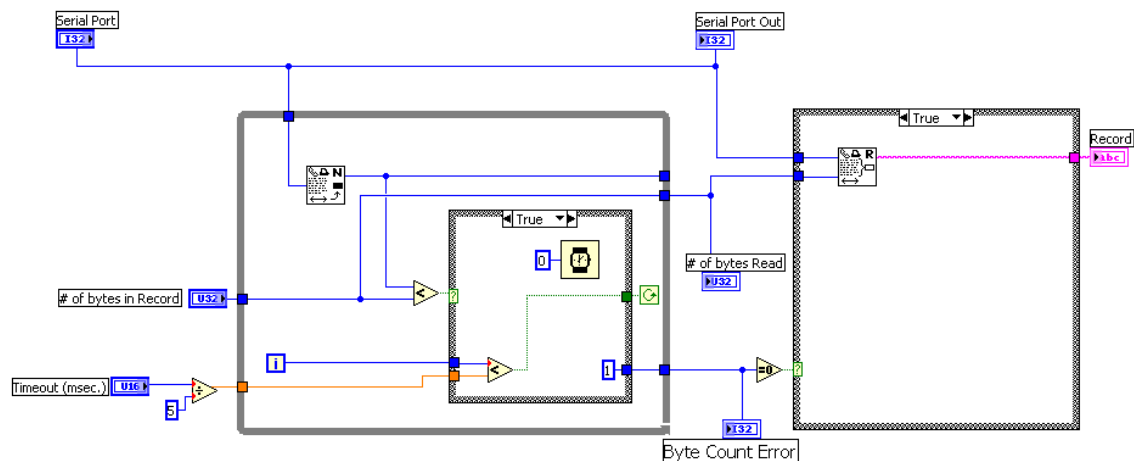 Serial Port
I32
Serial Port Out
I32
True
True
N
R
Record
abc
True
0
# of bytes Read
U32
# of bytes in Record
U32
<
?
i
<
1
=0
?
Timeout (msec.)
U16
÷
5
I32
Byte Count Error